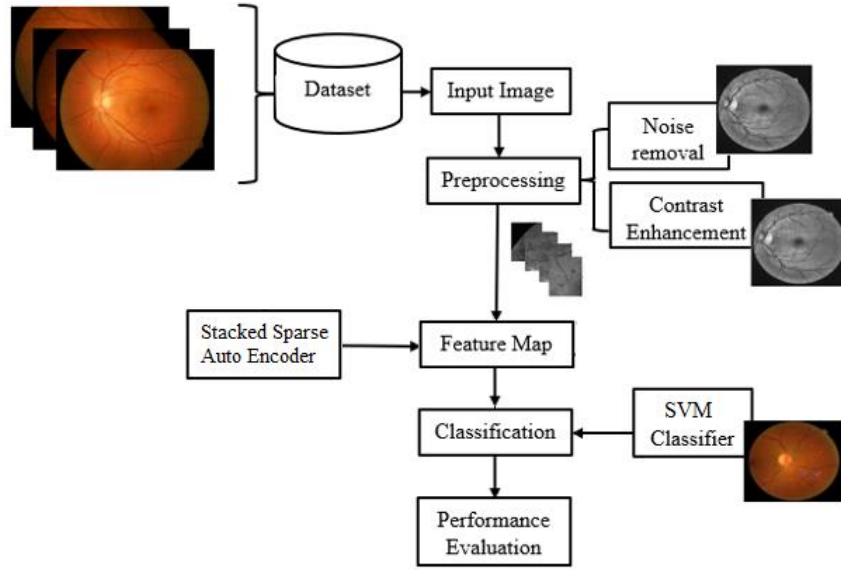 Dataset
Input Image
Noise
removal
Preprocessing
Contrast
Enhancement
Stacked Sparse
Auto Encoder
Feature Map
SVM
Classifier
Classification
Performance
Evaluation